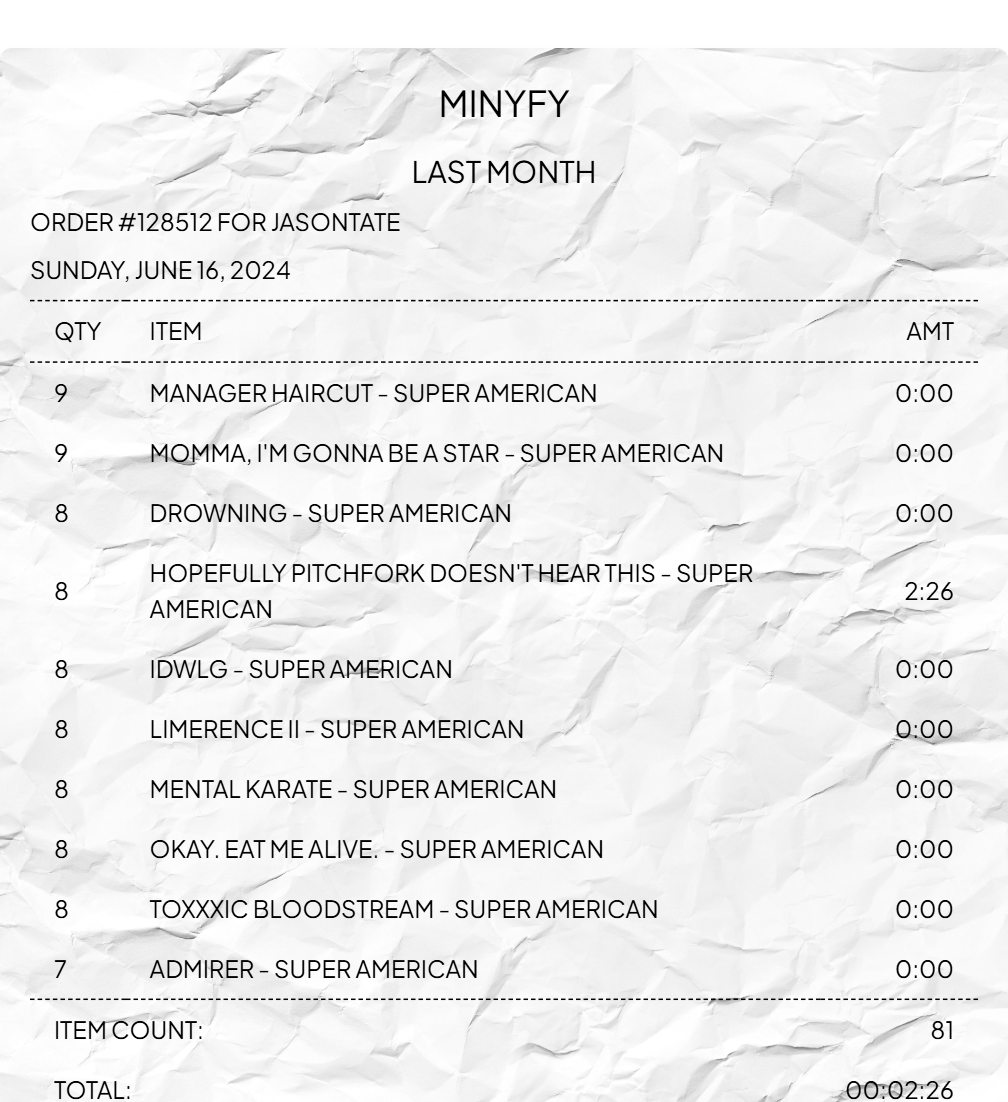 MINYFY
LAST MONTH
ORDER #128512 FOR JASONTATE
SUNDAY, JUNE 16, 2024
QTY ITEM AMT
9 MANAGER HAIRCUT - SUPER AMERICAN 0:00
9 MOMMA, I'M GONNA BE A STAR - SUPER AMERICAN 0:00
8 DROWNING - SUPER AMERICAN 0:00
8 HOPEFULLY PITCHFORK DOESN'T HEAR THIS - SUPER
AMERICAN 2:26
8 IDWLG - SUPER AMERICAN 0:00
8 LIMERENCE II - SUPER AMERICAN 0:00
8 MENTAL KARATE - SUPER AMERICAN 0:00
8 OKAY. EAT ME ALIVE. - SUPER AMERICAN 0:00
8 TOXXXIC BLOODSTREAM - SUPER AMERICAN 0:00
7 ADMIRER - SUPER AMERICAN 0:00
ITEM COUNT: 81
TOTAL: 00:02:26